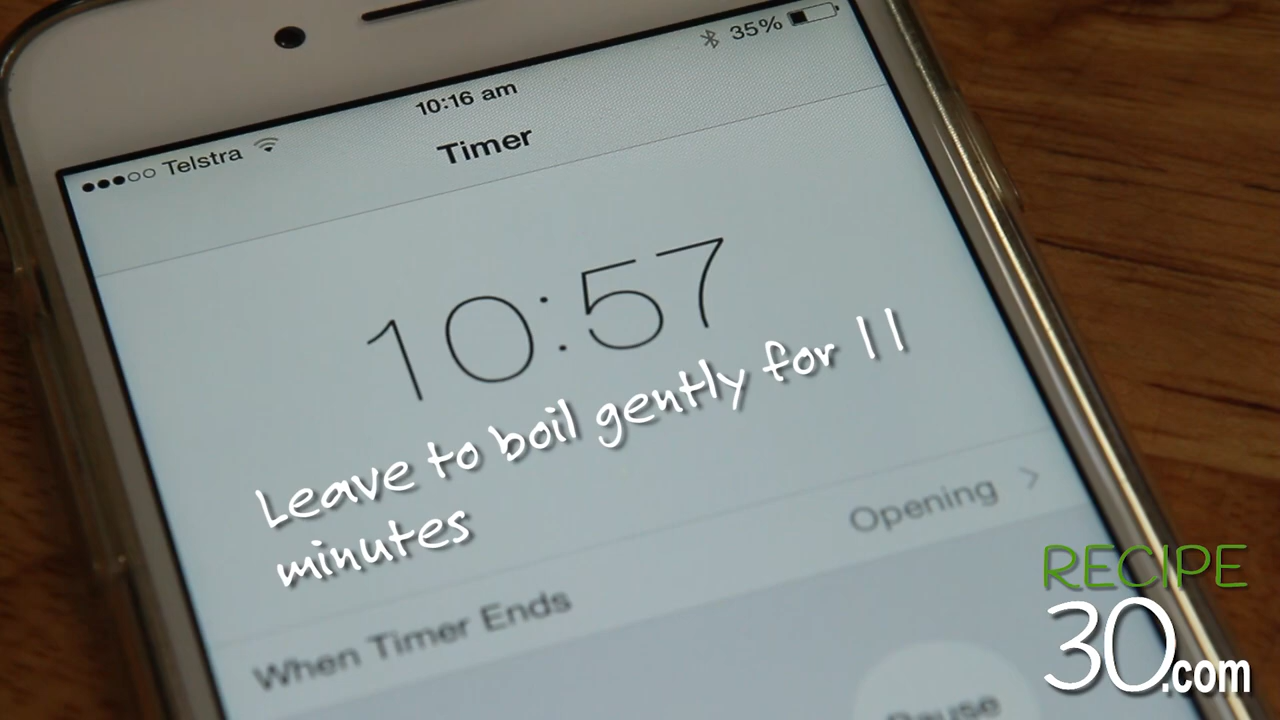 35%
10:16 am
Telstra
Timer
10:57
Leave to boil gently for 11
minutes
When Timer Ends Opening
Pause
RECIPE
30.com